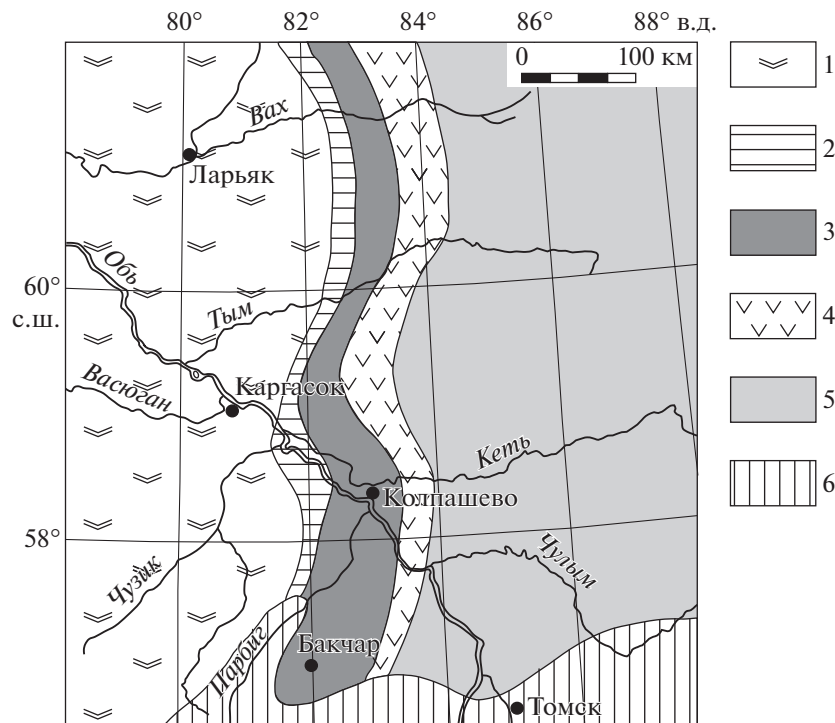 80° 82° 84° 86° 88° в.д.
0 100 км
Вах
Ларьяк
Обь
60°
с.ш.
Тым
Васюган
Каргасок
Кеть
Колпашево
58°
Чузик
Чулым
Парбиг
Бакчар
Томск
1
2
3
4
5
6